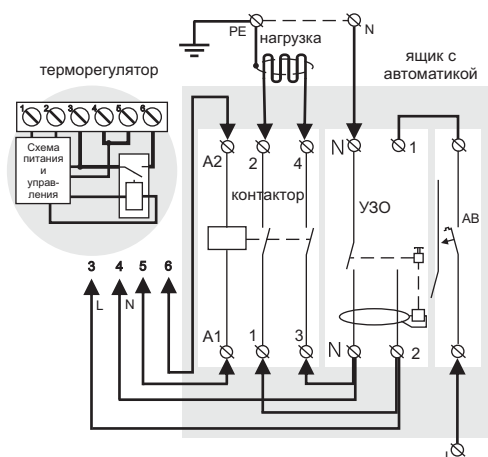 PE
N
нагрузка
ящик с
автоматикой
терморегулятор
1 2 3 4 5 6
Схема
питания
и
управ-
ления
A2 2 4 N 1
контактор
УЗО
АВ
3 4 5 6
L N
A1 1 3 N 2
L